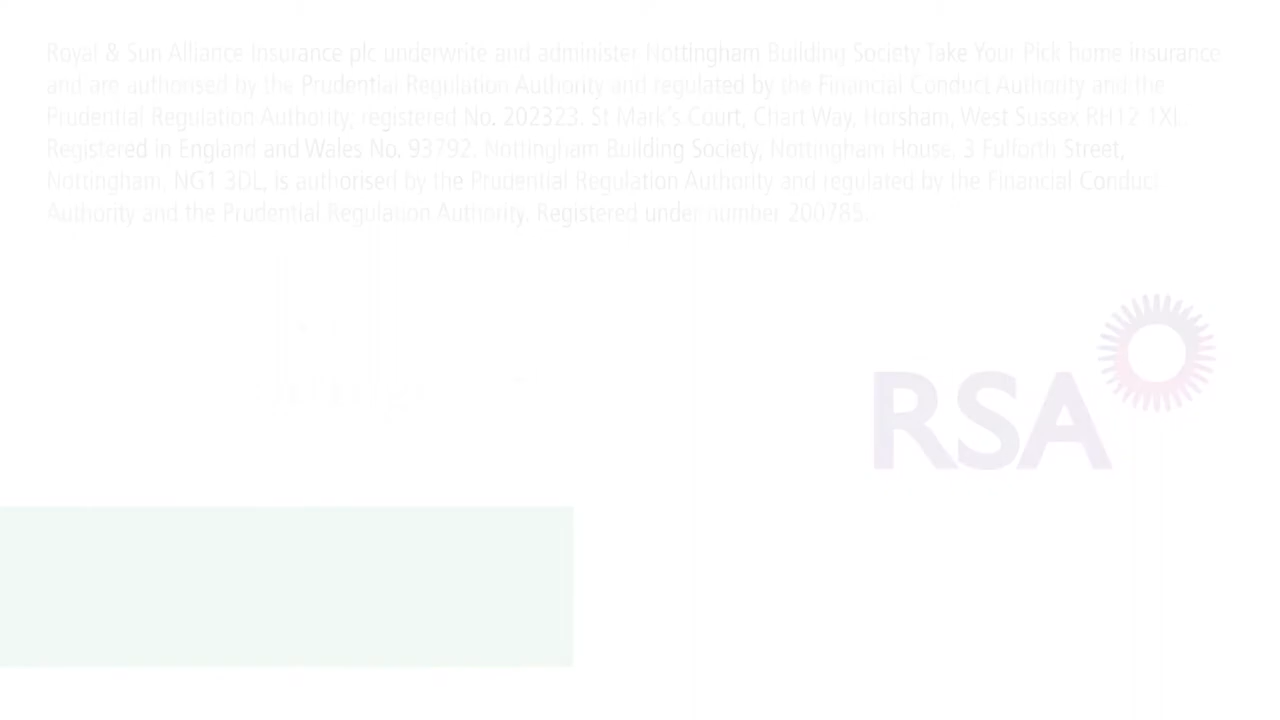 Royal & Sun Alliance Insurance plc underwrite and administer Nottingham Building Society Take Your Pick home insurance
and are authorised by the Prudential Regulation Authority and regulated by the Financial Conduct Authority and the
Prudential Regulation Authority; registered No. 202323. St Mark's Court, Chart Way, Horsham, West Sussex RH12 1XL.
Registered in England and Wales No. 93792. Nottingham Building Society, Nottingham House, 3 Fulforth Street,
Nottingham, NG1 3DL, is authorised by the Prudential Regulation Authority and regulated by the Financial Conduct
Authority and the Prudential Regulation Authority. Registered under number 200785.
RSA